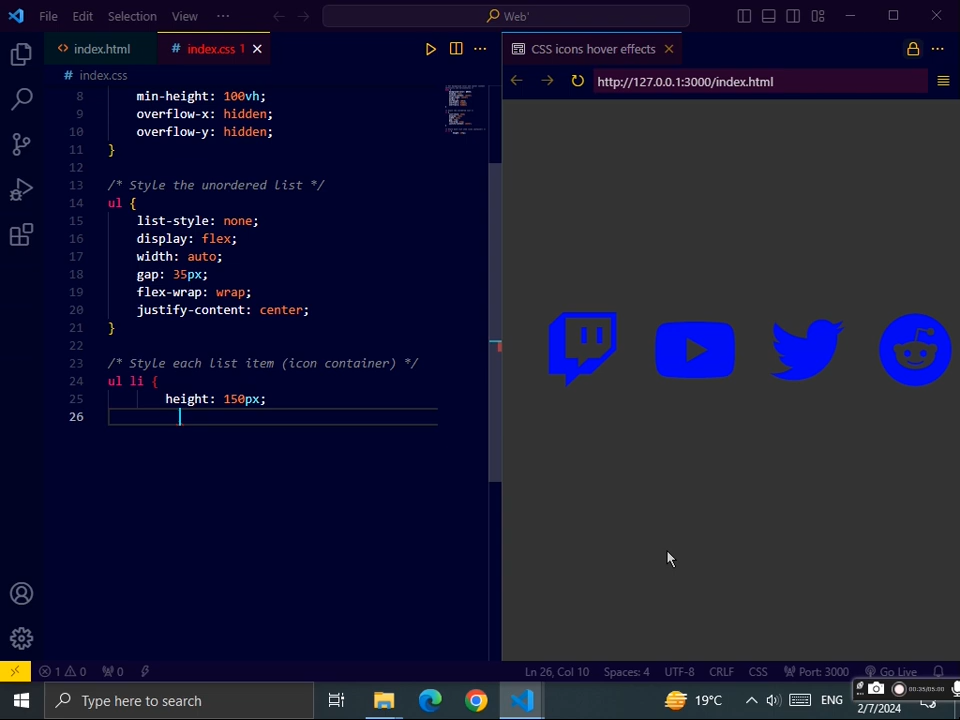 File Edit Selection View ···
Web'
index.html
# index.css 1
CSS icons hover effects
# index.css
http://127.0.0.1:3000/index.html
8 min-height: 100vh;
9 overflow-x: hidden;
10 overflow-y: hidden;
11 }
12
13 /* Style the unordered list */
14 ul {
15 list-style: none;
16 display: flex;
17 width: auto;
18 gap: 35px;
19 flex-wrap: wrap;
20 justify-content: center;
21 }
22
23 /* Style each list item (icon container) */
24 ul li {
25 height: 150px;
26
1 0 0
Ln 26, Col 10 Spaces: 4 UTF-8 CRLF CSS Port: 3000 Go Live
Type here to search
19°C
ENG
00:35/05:00
2/7/2024